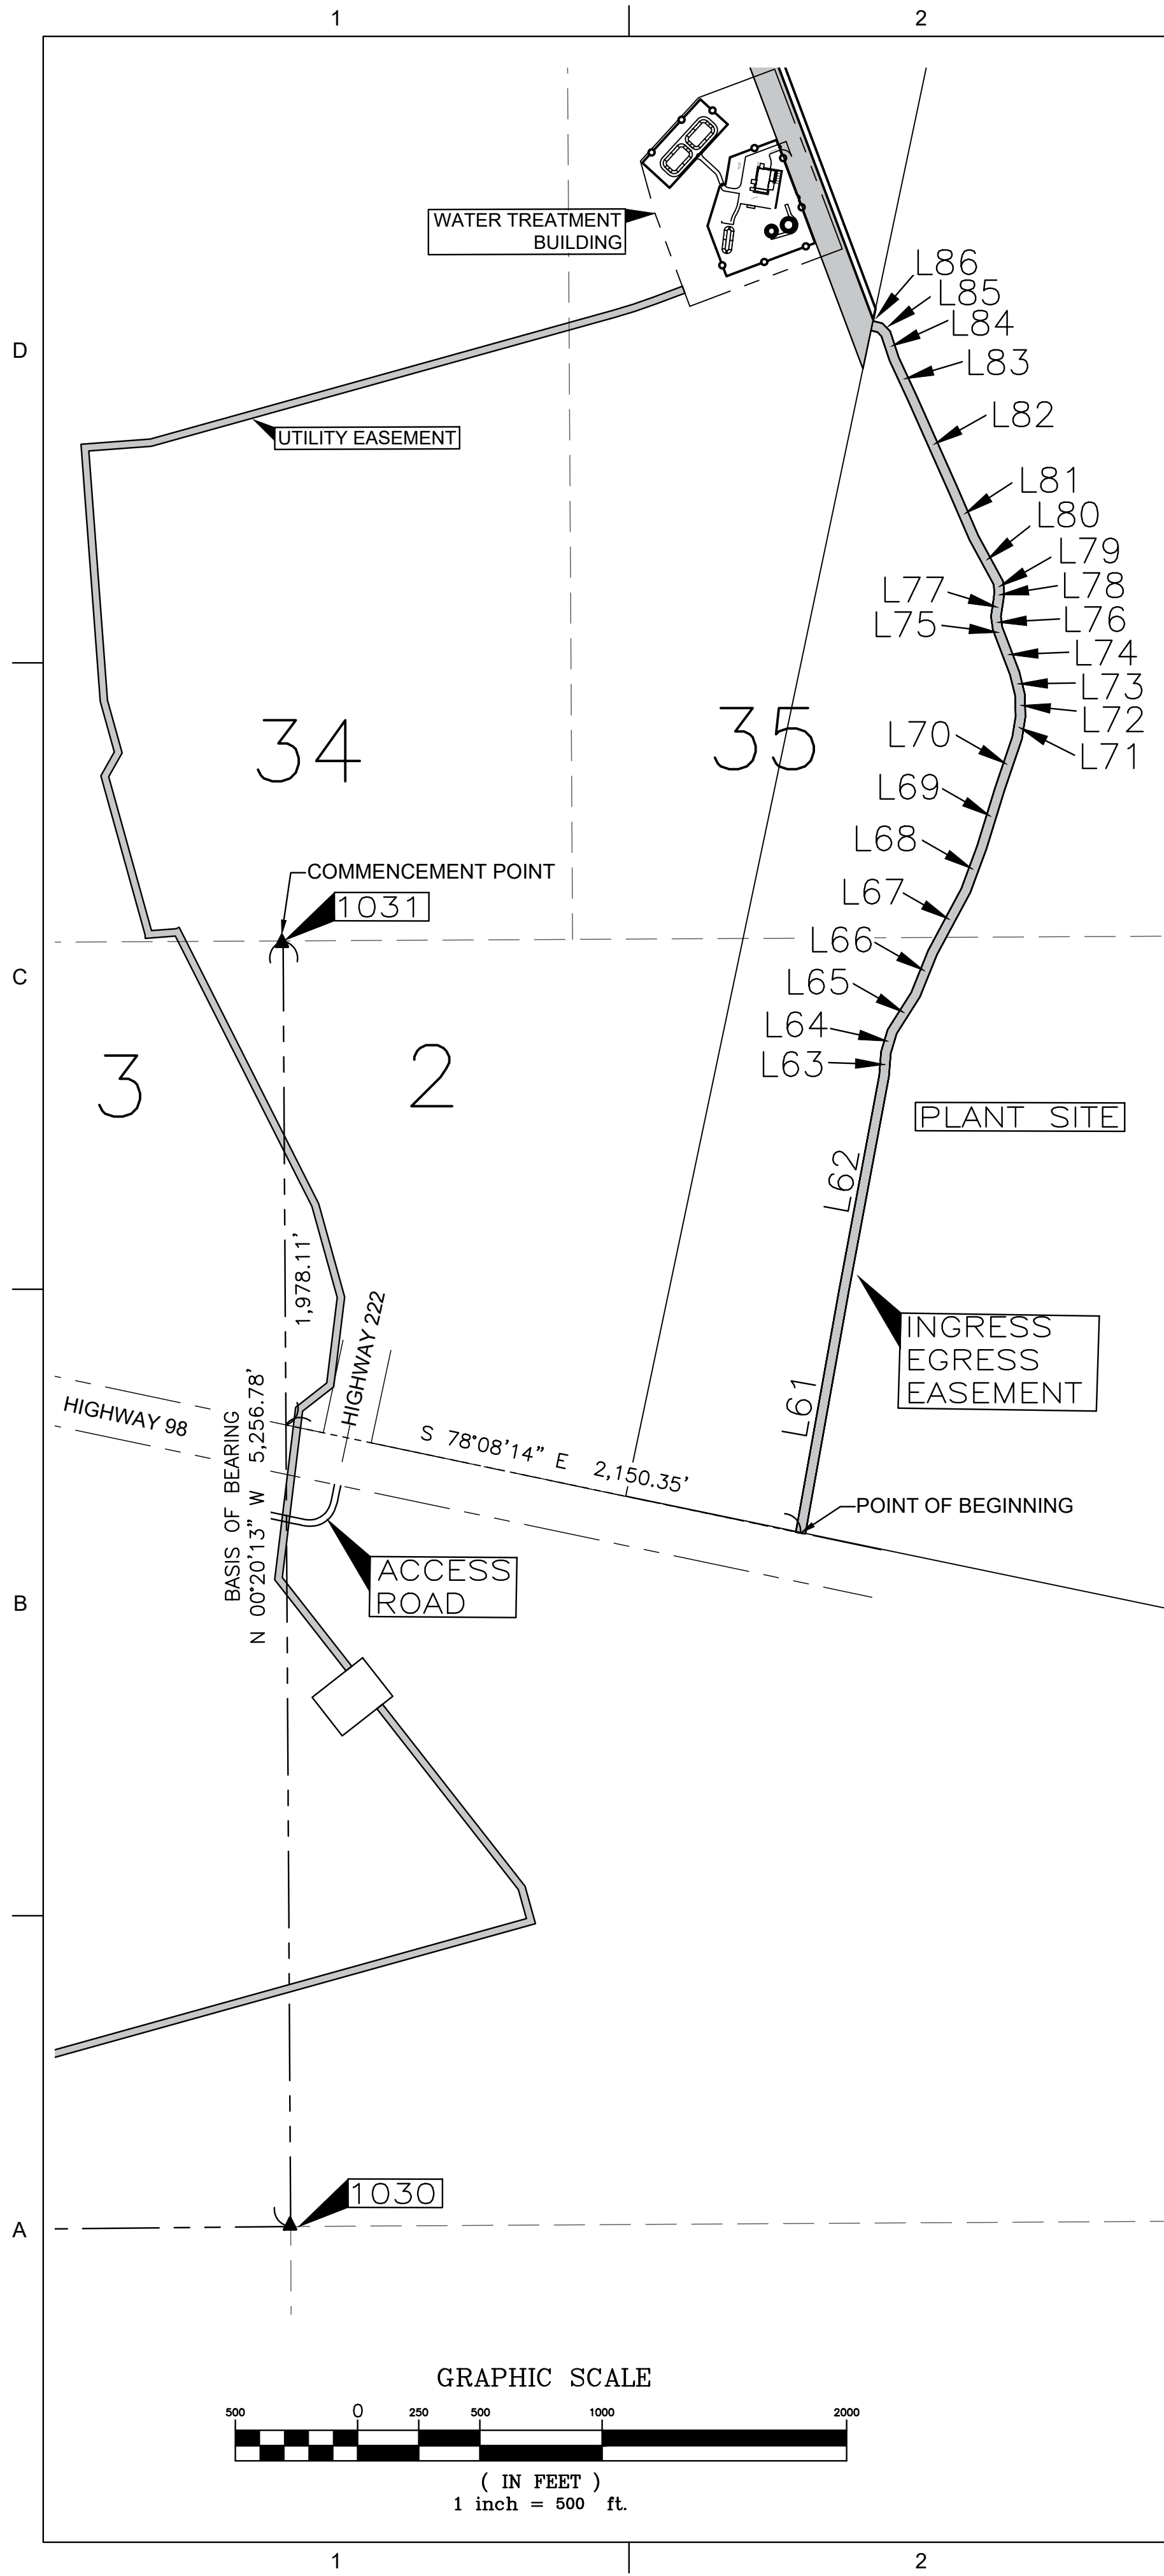 1
2
WATER TREATMENT
BUILDING
L86
L85
L84
D
L83
L82
UTILITY EASEMENT
L81
L80
L79
L78
L77
L76
L75
L74
L73
L72
L71
34
35
L70
L69
L68
COMMENCEMENT POINT
1031
L67
L66
C
L65
L64
L63
3
2
PLANT SITE
L62
1,978.11'
HIGHWAY 222
INGRESS
EGRESS
EASEMENT
HIGHWAY 98
L61
BASIS OF BEARING
N 00°20'13" W 5,256.78'
S 78°08'14" E 2,150.35'
POINT OF BEGINNING
ACCESS
ROAD
B
1030
A
GRAPHIC SCALE
500 0 250 500 1000 2000
( IN FEET )
1 inch = 500 ft.
1
2